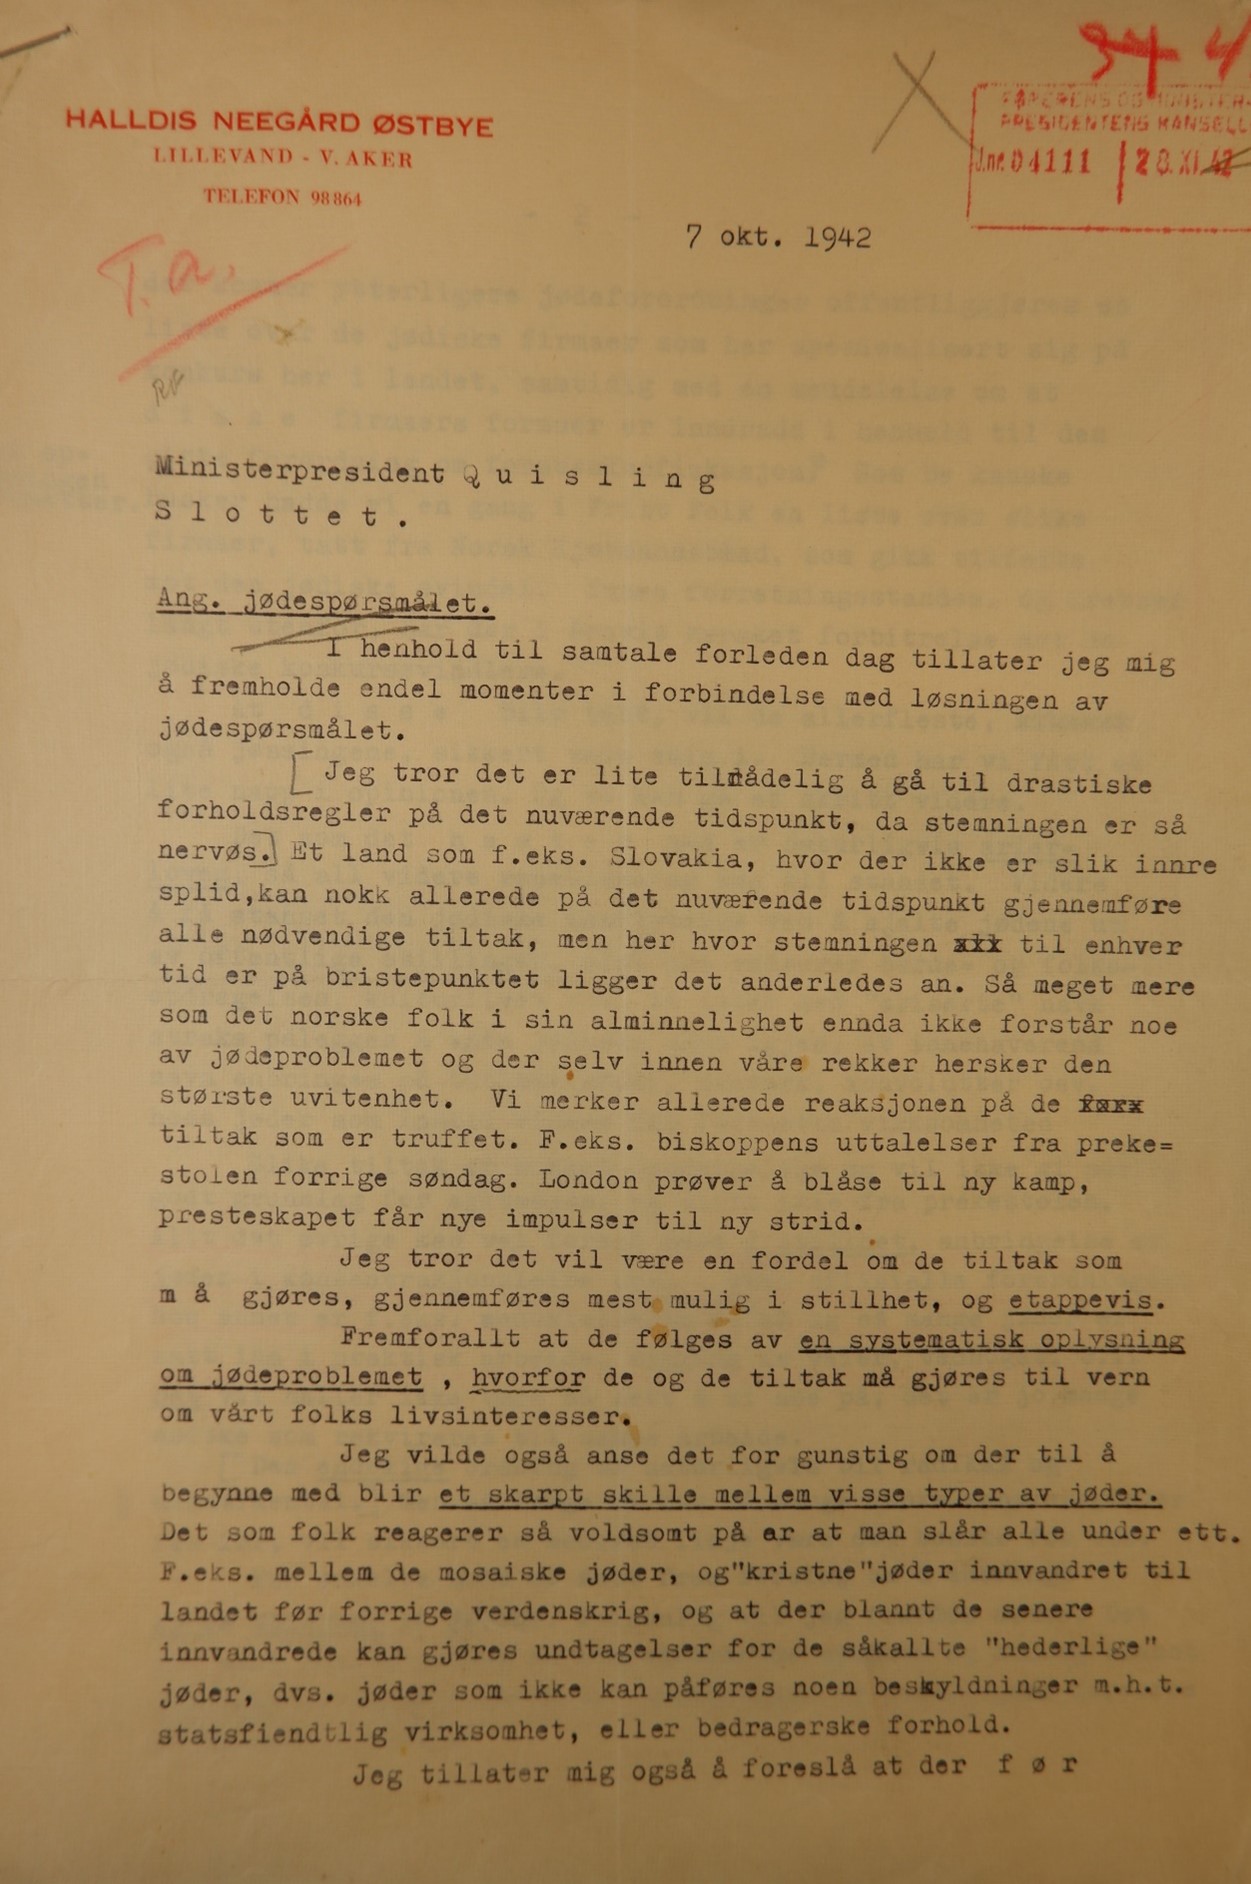 34 4
FØRERENS OG MINISTER
PRESIDENTENS KANSELL
J.nr. 04111 28.XI.42
HALLDIS NEEGÅRD ØSTBYE
LILLEVAND - V. AKER
TELEFON 98864
7 okt. 1942
T.a.
Ministerpresident Q u i s l i n g
S l o t t e t .
Ang. jødespørsmålet.
I henhold til samtale forleden dag tillater jeg mig
å fremholde endel momenter i forbindelse med løsningen av
jødespørsmålet.
[Jeg tror det er lite tilrådelig å gå til drastiske
forholdsregler på det nuværende tidspunkt, da stemningen er så
nervøs.] Et land som f.eks. Slovakia, hvor der ikke er slik innre
splid,kan nokk allerede på det nuværende tidspunkt gjennemføre
alle nødvendige tiltak, men her hvor stemningen til enhver
tid er på bristepunktet ligger det anderledes an. Så meget mere
som det norske folk i sin alminnelighet ennda ikke forstår noe
av jødeproblemet og der selv innen våre rekker hersker den
største uvitenhet. Vi merker allerede reaksjonen på de
tiltak som er truffet. F.eks. biskoppens uttalelser fra preke=
stolen forrige søndag. London prøver å blåse til ny kamp,
presteskapet får nye impulser til ny strid.
Jeg tror det vil være en fordel om de tiltak som
m å gjøres, gjennemføres mest mulig i stillhet, og etappevis.
Fremforallt at de følges av en systematisk oplysning
om jødeproblemet , hvorfor de og de tiltak må gjøres til vern
om vårt folks livsinteresser.
Jeg vilde også anse det for gunstig om der til å
begynne med blir et skarpt skille mellem visse typer av jøder.
Det som folk reagerer så voldsomt på er at man slår alle under ett.
F.eks. mellem de mosaiske jøder, og"kristne"jøder innvandret til
landet før forrige verdenskrig, og at der blannt de senere
innvandrede kan gjøres undtagelser for de såkallte "hederlige"
jøder, dvs. jøder som ikke kan påføres noen beskyldninger m.h.t.
statsfiendtlig virksomhet, eller bedragerske forhold.
Jeg tillater mig også å foreslå at der f ø r